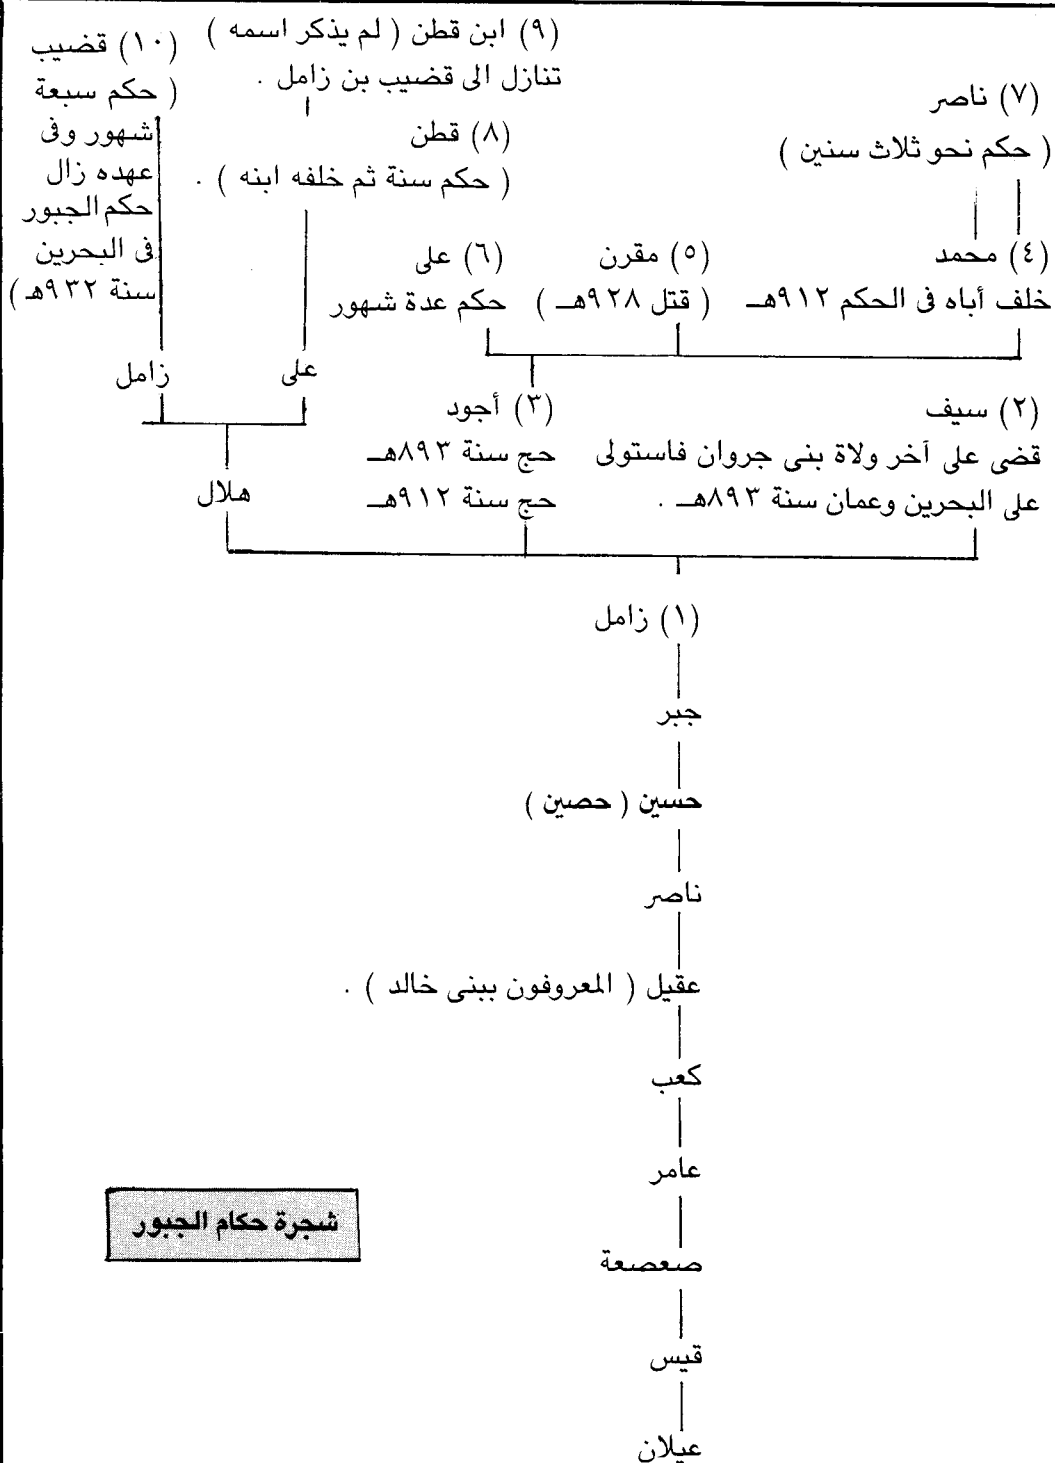 (٩) ابن قطن ( لم يذكر اسمه )
تنازل الى قضيب بن زامل .
(١٠) قضيب
( حكم سبعة
شهور وفى
عهده زال
حكم الجبور
فى البحرين
سنة ٩٣٢هـ )
(٧) ناصر
( حكم نحو ثلاث سنين )
(٨) قطن
( حكم سنة ثم خلفه ابنه ) .
(٤) محمد
خلف أباه فى الحكم ٩١٢هـ
(٥) مقرن
( قتل ٩٢٨هـ )
(٦) على
حكم عدة شهور
على
زامل
(٢) سيف
قضى على آخر ولاة بنى جروان فاستولى
على البحرين وعمان سنة ٨٩٣هـ .
(٣) أجود
حج سنة ٨٩٣هـ
حج سنة ٩١٢هـ
هلال
(١) زامل
جبر
حسين ( حصين )
ناصر
عقيل ( المعروفون ببنى خالد ) .
كعب
عامر
شجرة حكام الجبور
صعصعة
قيس
عيلان